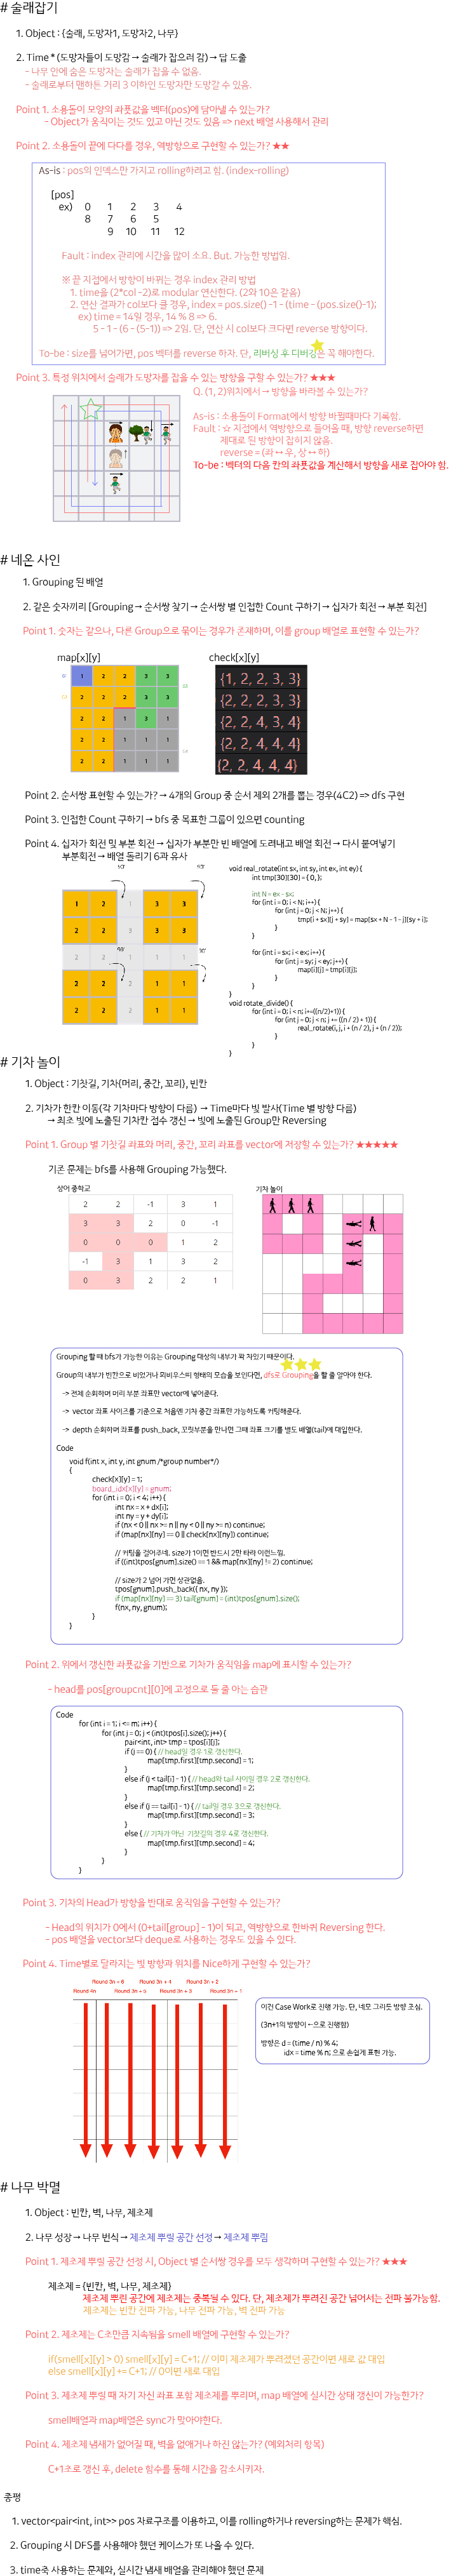 # 술래잡기
1. Object : {술래, 도망자1, 도망자2, 나무}
2. Time * (도망자들이 도망감 → 술래가 잡으러 감) → 답 도출
- 나무 안에 숨은 도망자는 술래가 잡을 수 없음.
- 술래로부터 맨하튼 거리 3 이하인 도망자만 도망갈 수 있음.
Point 1. 소용돌이 모양의 좌푯값을 벡터(pos)에 담아낼 수 있는가?
- Object가 움직이는 것도 있고 아닌 것도 있음 => next 배열 사용해서 관리
Point 2. 소용돌이 끝에 다다를 경우, 역방향으로 구현할 수 있는가? ★★
As-is : pos의 인덱스만 가지고 rolling하려고 함. (index-rolling)
[pos]
ex) 0 1 2 3 4
8 7 6 5
9 10 11 12
Fault : index 관리에 시간을 많이 소요. But. 가능한 방법임.
※ 끝 지점에서 방향이 바뀌는 경우 index 관리 방법
1. time을 (2*col -2)로 modular 연산한다. (2와 10은 같음)
2. 연산 결과가 col보다 클 경우, index = pos.size() -1 - (time - (pos.size()-1);
ex) time = 14일 경우, 14 % 8 => 6.
5 - 1 - (6 - (5-1)) => 2임. 단, 연산 시 col보다 크다면 reverse 방향이다.
To-be : size를 넘어가면, pos 벡터를 reverse 하자. 단, 리버싱 후 디버깅은 꼭 해야한다.
Point 3. 특정 위치에서 술래가 도망자를 잡을 수 있는 방향을 구할 수 있는가? ★★★
Q. (1, 2)위치에서 → 방향을 바라볼 수 있는가?
As-is : 소용돌이 Format에서 방향 바뀔때마다 기록함.
Fault : ☆ 지점에서 역방향으로 들어올 때, 방향 reverse하면
제대로 된 방향이 잡히지 않음.
reverse = (좌 ↔ 우, 상 ↔ 하)
To-be : 벡터의 다음 칸의 좌푯값을 계산해서 방향을 새로 잡아야 함.
# 네온 사인
1. Grouping 된 배열
2. 같은 숫자끼리 [Grouping → 순서쌍 찾기 → 순서쌍 별 인접한 Count 구하기 → 십자가 회전 → 부분 회전]
Point 1. 숫자는 같으나, 다른 Group으로 묶이는 경우가 존재하며, 이를 group 배열로 표현할 수 있는가?
map[x][y] check[x][y]
1 2 2 3 3
2 2 2 3 3
2 2 1 3 1
2 2 1 1 1
2 2 1 1 1
{1, 2, 2, 3, 3}
{2, 2, 2, 3, 3}
{2, 2, 4, 3, 4}
{2, 2, 4, 4, 4}
{2, 2, 4, 4, 4}
Point 2. 순서쌍 표현할 수 있는가? → 4개의 Group 중 순서 제외 2개를 뽑는 경우(4C2) => dfs 구현
Point 3. 인접한 Count 구하기 → bfs 중 목표한 그룹이 있으면 counting
Point 4. 십자가 회전 및 부분 회전 → 십자가 부분만 빈 배열에 도려내고 배열 회전 → 다시 붙여넣기
부분회전 → 배열 돌리기 6과 유사
1 2 1 3 3
2 2 3 3 3
2 2 1 2 2
2 2 2 1 1
2 2 2 1 1
void real_rotate(int sx, int sy, int ex, int ey) {
int tmp[30][30] = { 0, };
int N = ex - sx;
for (int i = 0; i < N; i++) {
for (int j = 0; j < N; j++) {
tmp[i + sx][j + sy] = map[sx + N - 1 - j][sy + i];
}
}
for (int i = sx; i < ex; i++) {
for (int j = sy; j < ey; j++) {
map[i][j] = tmp[i][j];
}
}
}
void rotate_divide() {
for (int i = 0; i < n; i+=((n/2)+1)) {
for (int j = 0; j < n; j += ((n / 2) + 1)) {
real_rotate(i, j, i + (n / 2), j + (n / 2));
}
}
}
# 기차 놀이
1. Object : 기찻길, 기차{머리, 중간, 꼬리}, 빈칸
2. 기차가 한칸 이동(각 기차마다 방향이 다름) → Time마다 빛 발사(Time 별 방향 다름)
→ 최초 빛에 노출된 기차칸 점수 갱신 → 빛에 노출된 Group만 Reversing
Point 1. Group 별 기찻길 좌표와 머리, 중간, 꼬리 좌표를 vector에 저장할 수 있는가? ★★★★★
기존 문제는 bfs를 사용해 Grouping 가능했다.
상어 중학교 기차 놀이
2 2 -1 3 1
3 3 2 0 -1
0 0 0 1 2
-1 3 1 3 2
0 3 2 2 1
Grouping 할 때 bfs가 가능한 이유는 Grouping 대상의 내부가 꽉 차있기 때문이다.
Group의 내부가 빈칸으로 비었거나 뫼비우스띠 형태의 모습을 보인다면, dfs로 Grouping을 할 줄 알아야 한다.
-> 전체 순회하며 머리 부분 좌표만 vector에 넣어준다.
-> vector 좌표 사이즈를 기준으로 처음엔 기차 중간 좌표만 가능하도록 커팅해준다.
-> depth 순회하며 좌표를 push_back, 꼬릿부분을 만나면 그때 좌표 크기를 별도 배열(tail)에 대입한다.
Code
void f(int x, int y, int gnum /*group number*/)
{
check[x][y] = 1;
board_idx[x][y] = gnum;
for (int i = 0; i < 4; i++) {
int nx = x + dx[i];
int ny = y + dy[i];
if (nx < 0 || nx >= n || ny < 0 || ny >= n) continue;
if (map[nx][ny] == 0 || check[nx][ny]) continue;
// 커팅을 걸어주네. size가 1이면 반드시 2만 타라 이런느낌.
if ((int)tpos[gnum].size() == 1 && map[nx][ny] != 2) continue;
// size가 2 넘어 가면 상관없음.
tpos[gnum].push_back({ nx, ny });
if (map[nx][ny] == 3) tail[gnum] = (int)tpos[gnum].size();
f(nx, ny, gnum);
}
}
Point 2. 위에서 갱신한 좌푯값을 기반으로 기차가 움직임을 map에 표시할 수 있는가?
- head를 pos[groupcnt][0]에 고정으로 둘 줄 아는 습관
Code
for (int i = 1; i <= m; i++) {
for (int j = 0; j < (int)tpos[i].size(); j++) {
pair<int, int> tmp = tpos[i][j];
if (j == 0) { // head일 경우 1로 갱신한다.
map[tmp.first][tmp.second] = 1;
}
else if (j < tail[i] - 1) { // head와 tail 사이일 경우 2로 갱신한다.
map[tmp.first][tmp.second] = 2;
}
else if (j == tail[i] - 1) { // tail일 경우 3으로 갱신한다.
map[tmp.first][tmp.second] = 3;
}
else { // 기차가 아닌 기찻길의 경우 4로 갱신한다.
map[tmp.first][tmp.second] = 4;
}
}
}
Point 3. 기차의 Head가 방향을 반대로 움직임을 구현할 수 있는가?
- Head의 위치가 0에서 (0+tail[group] - 1)이 되고, 역방향으로 한바퀴 Reversing 한다.
- pos 배열을 vector보다 deque로 사용하는 경우도 있을 수 있다.
Point 4. Time별로 달라지는 빛 방향과 위치를 Nice하게 구현할 수 있는가?
Round 3n + 6 Round 3n + 4 Round 3n + 2
Round 4n Round 3n + 5 Round 3n + 3 Round 3n + 1
이건 Case Work로 진행 가능. 단, 네모 그리듯 방향 조심.
(3n+1의 방향이 ←으로 진행함)
방향은 d = (time / n) % 4;
idx = time % n; 으로 손쉽게 표현 가능.
# 나무 박멸
1. Object : 빈칸, 벽, 나무, 제초제
2. 나무 성장 → 나무 번식 → 제초제 뿌릴 공간 선정 → 제초제 뿌림
Point 1. 제초제 뿌릴 공간 선정 시, Object 별 순서쌍 경우를 모두 생각하며 구현할 수 있는가? ★★★
제초제 = {빈칸, 벽, 나무, 제초제}
제초제 뿌린 공간에 제초제는 중복될 수 있다. 단, 제초제가 뿌려진 공간 넘어서는 전파 불가능함.
제초제는 빈칸 전파 가능, 나무 전파 가능, 벽 전파 가능
Point 2. 제초제는 C초만큼 지속됨을 smell 배열에 구현할 수 있는가?
if(smell[x][y] > 0) smell[x][y] = C+1; // 이미 제초제가 뿌려졌던 공간이면 새로 값 대입
else smell[x][y] += C+1; // 0이면 새로 대입
Point 3. 제초제 뿌릴 때 자기 자신 좌표 포함 제초제를 뿌리며, map 배열에 실시간 상태 갱신이 가능한가?
smell배열과 map배열은 sync가 맞아야한다.
Point 4. 제초제 냄새가 없어질 때, 벽을 없애거나 하진 않는가? (예외처리 항목)
C+1초로 갱신 후, delete 함수를 통해 시간을 감소시키자.
총평
1. vector<pair<int, int>> pos 자료구조를 이용하고, 이를 rolling하거나 reversing하는 문제가 핵심.
2. Grouping 시 DFS를 사용해야 했던 케이스가 또 나올 수 있다.
3. time축 사용하는 문제와, 실시간 냄새 배열을 관리해야 했던 문제